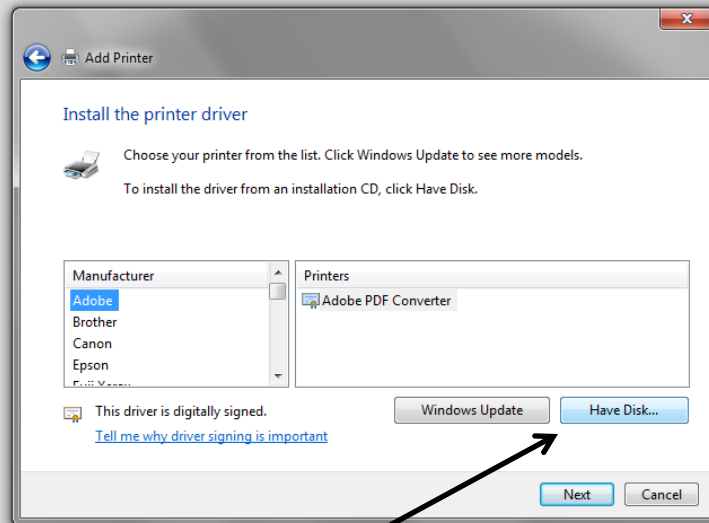 Add Printer
Install the printer driver
Choose your printer from the list. Click Windows Update to see more models.
To install the driver from an installation CD, click Have Disk.
Manufacturer
Adobe
Brother
Canon
Epson
Printers
Adobe PDF Converter
This driver is digitally signed.
Tell me why driver signing is important
Windows Update
Have Disk...
Next
Cancel